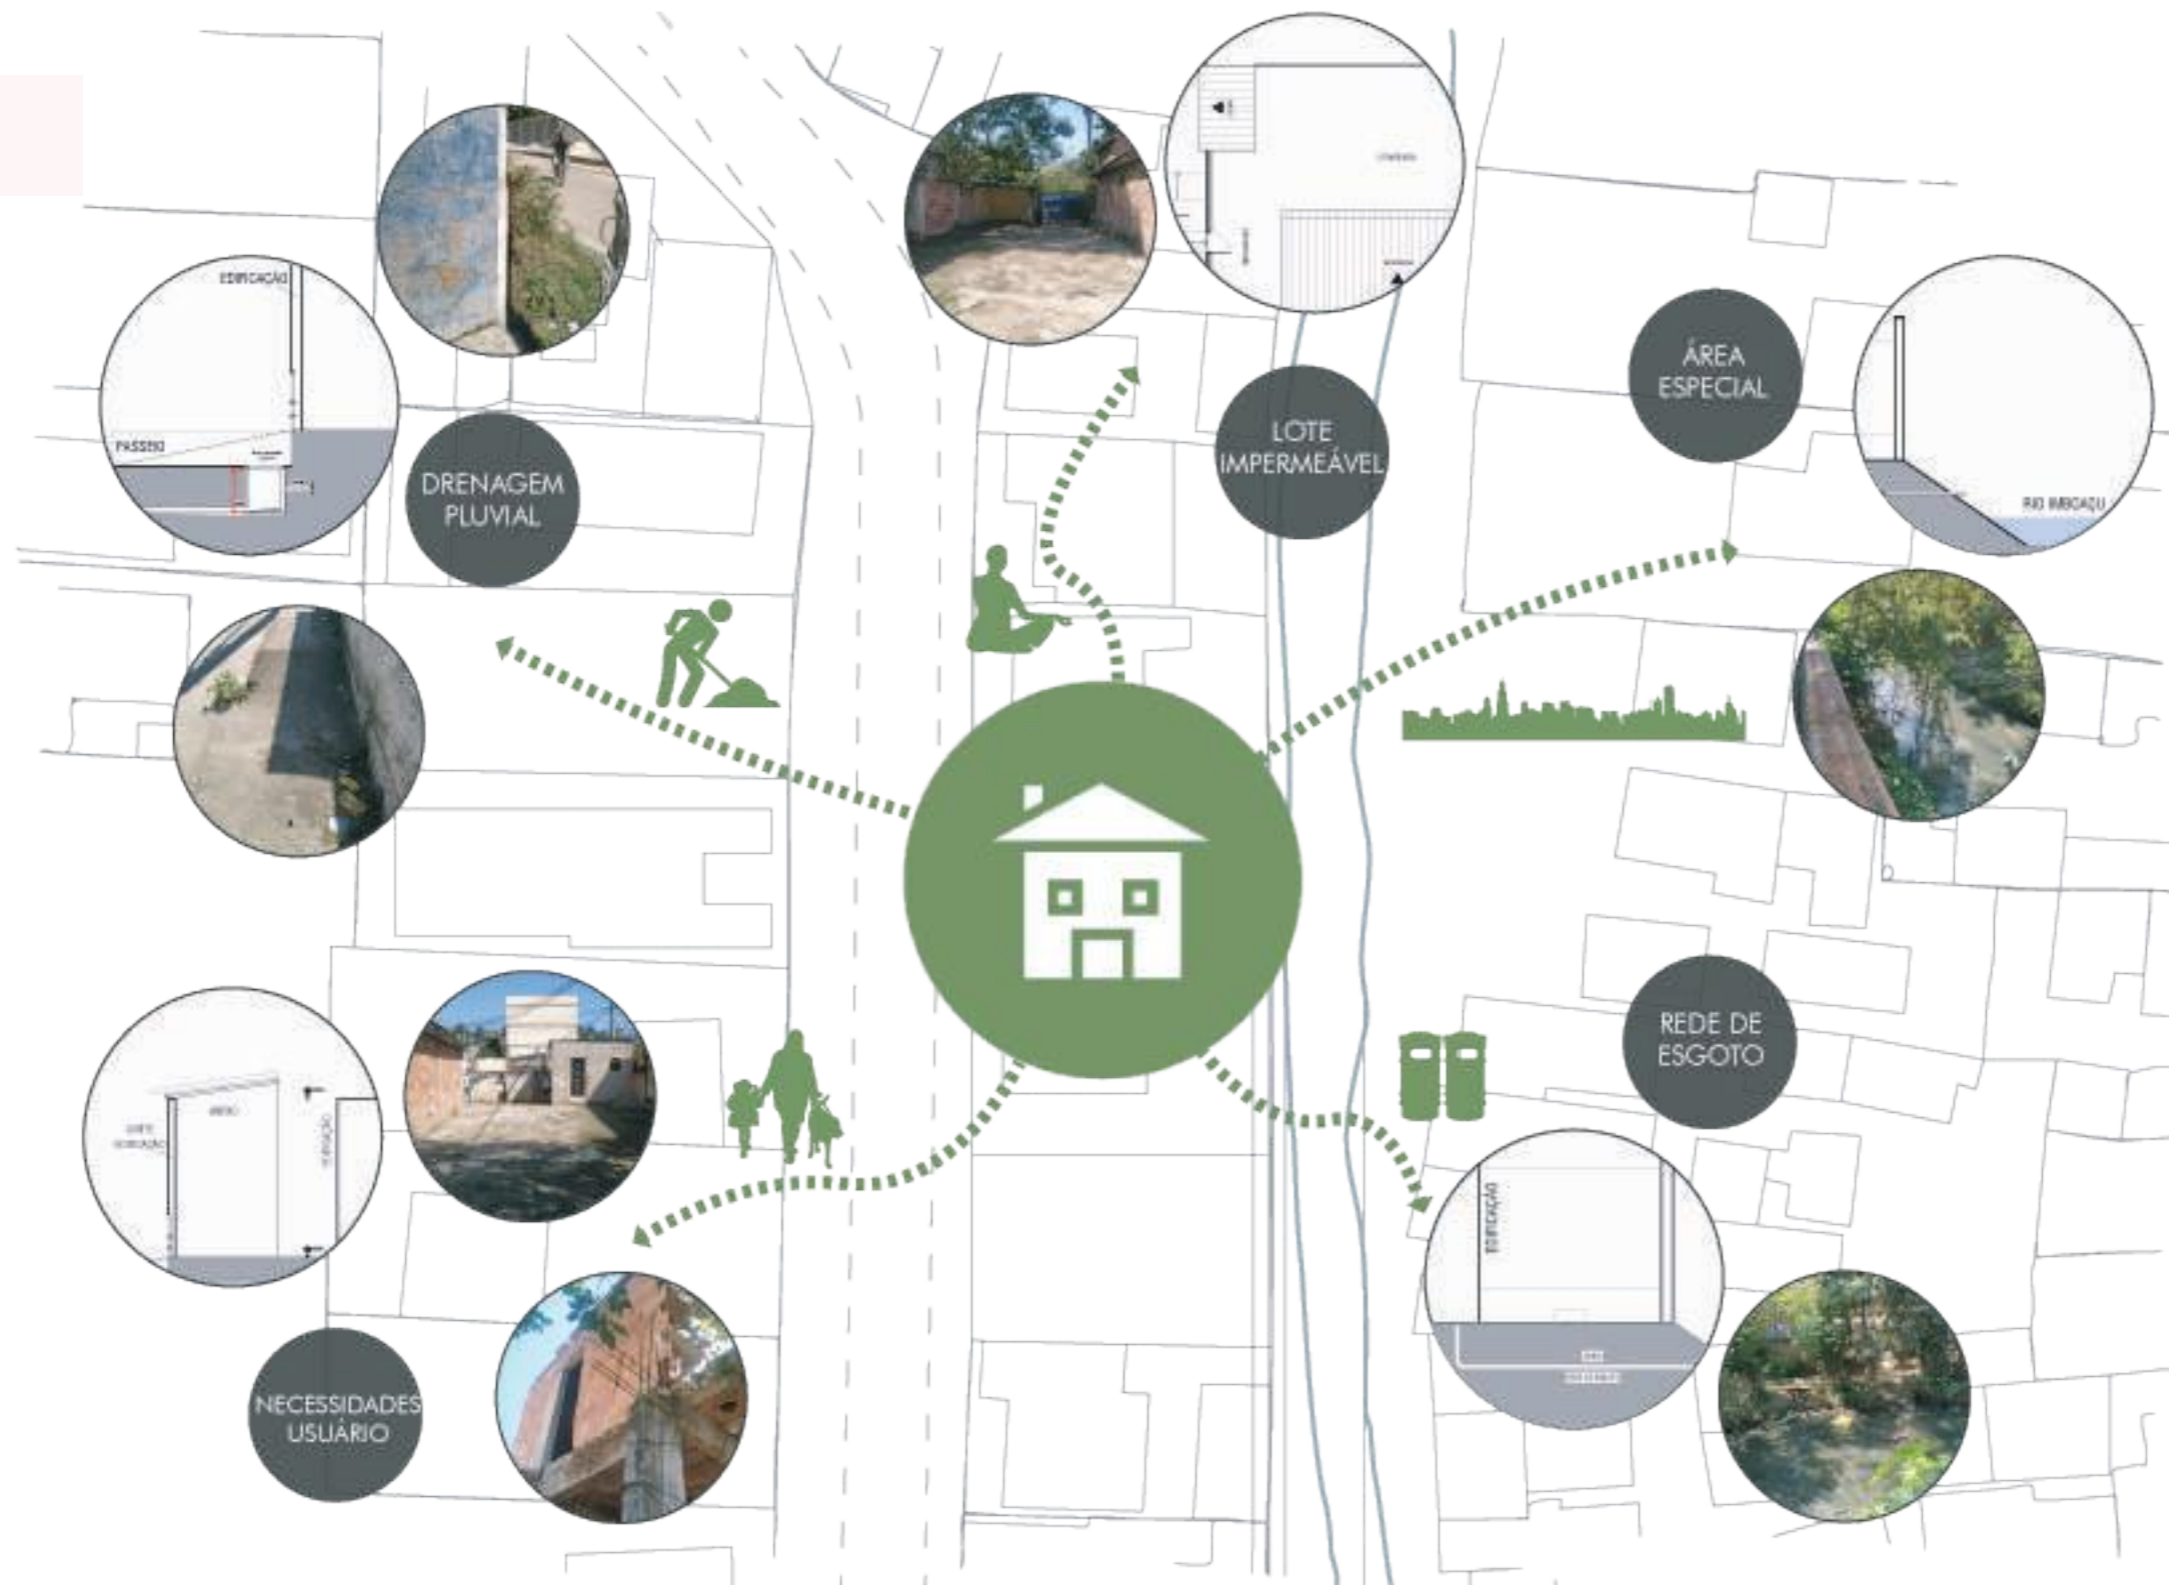 EDIFICAÇÃO
PASSEIO
DRENAGEM
PLUVIAL
LOTE
IMPERMEÁVEL
ÁREA
ESPECIAL
RIO IMBOAÇU
NECESSIDADES
USUÁRIO
REDE DE
ESGOTO
EDIFICAÇÃO